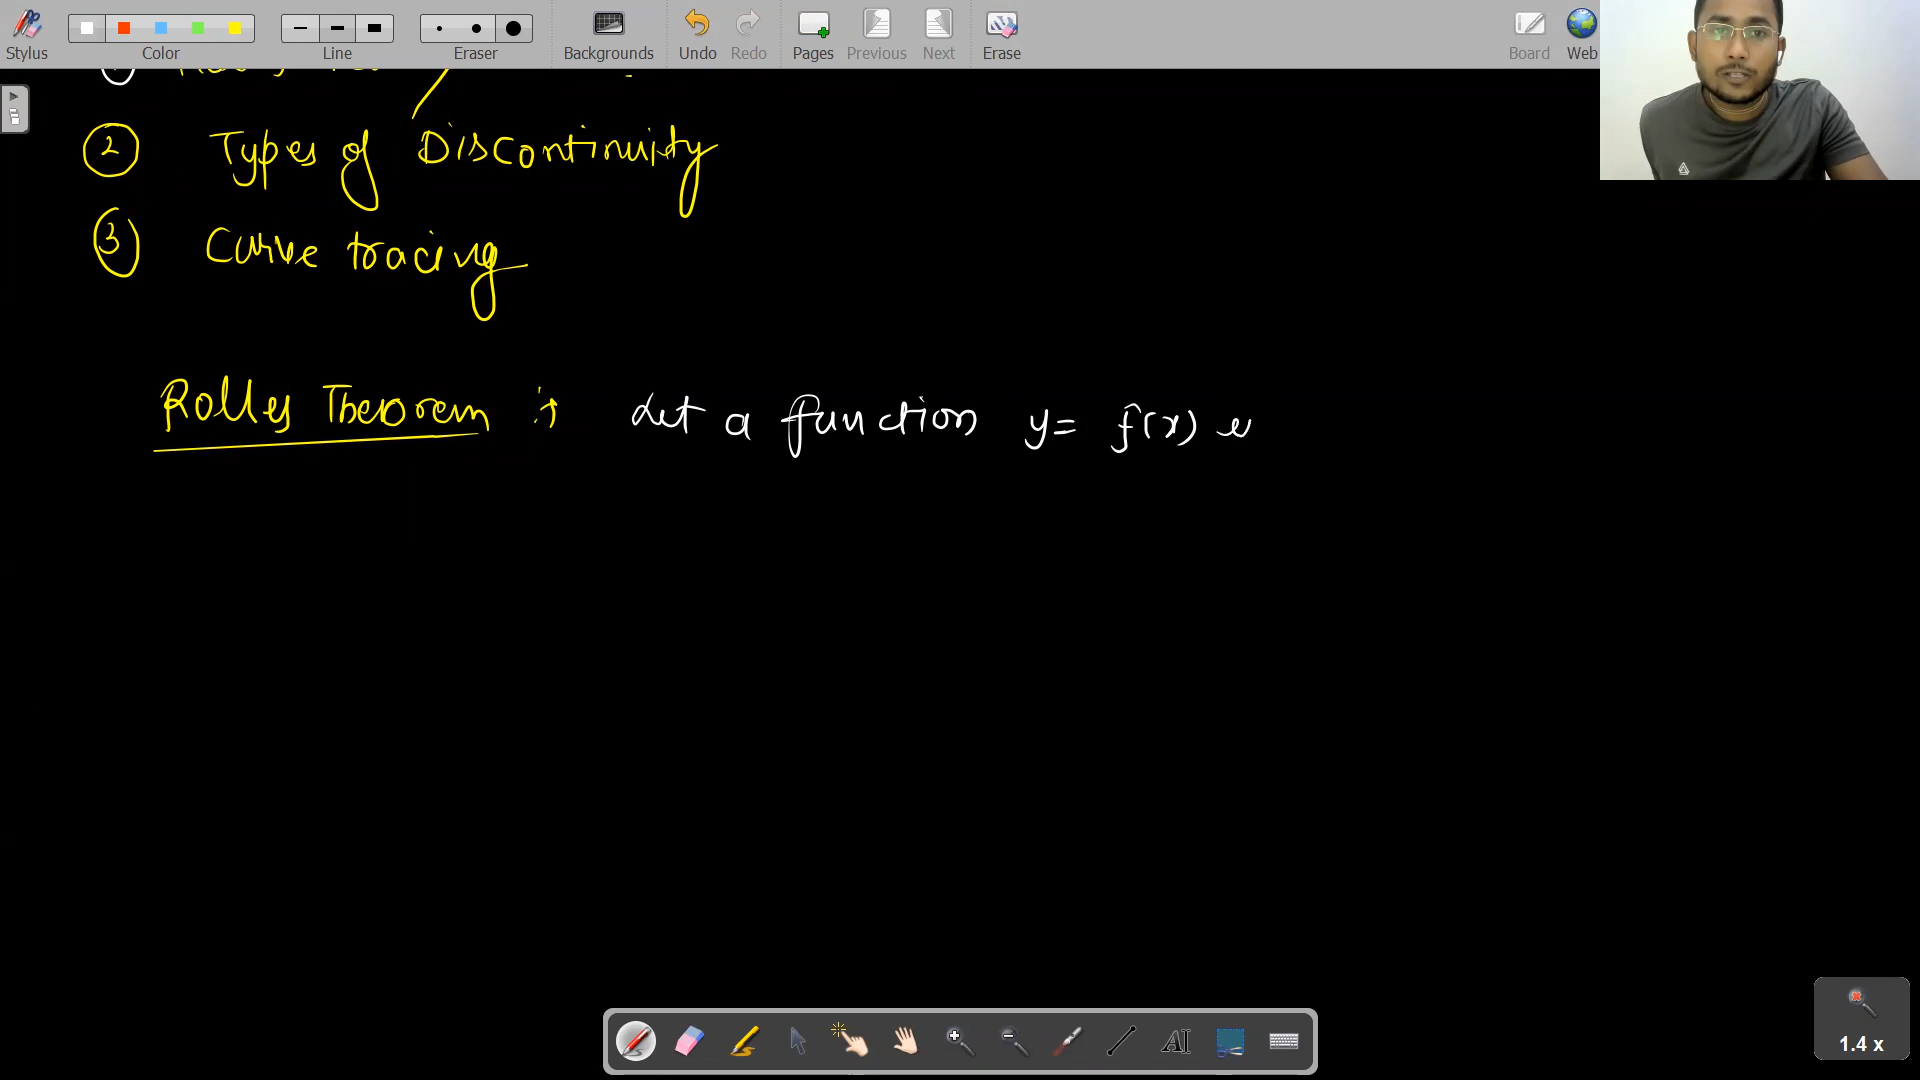 Stylus Color Line Eraser Backgrounds Undo Redo Pages Previous Next Erase Board Web
2 Types of Discontinuity
3 Curve tracing
Rolles Theorem :→ Let a function y = f(x)
1.4 x